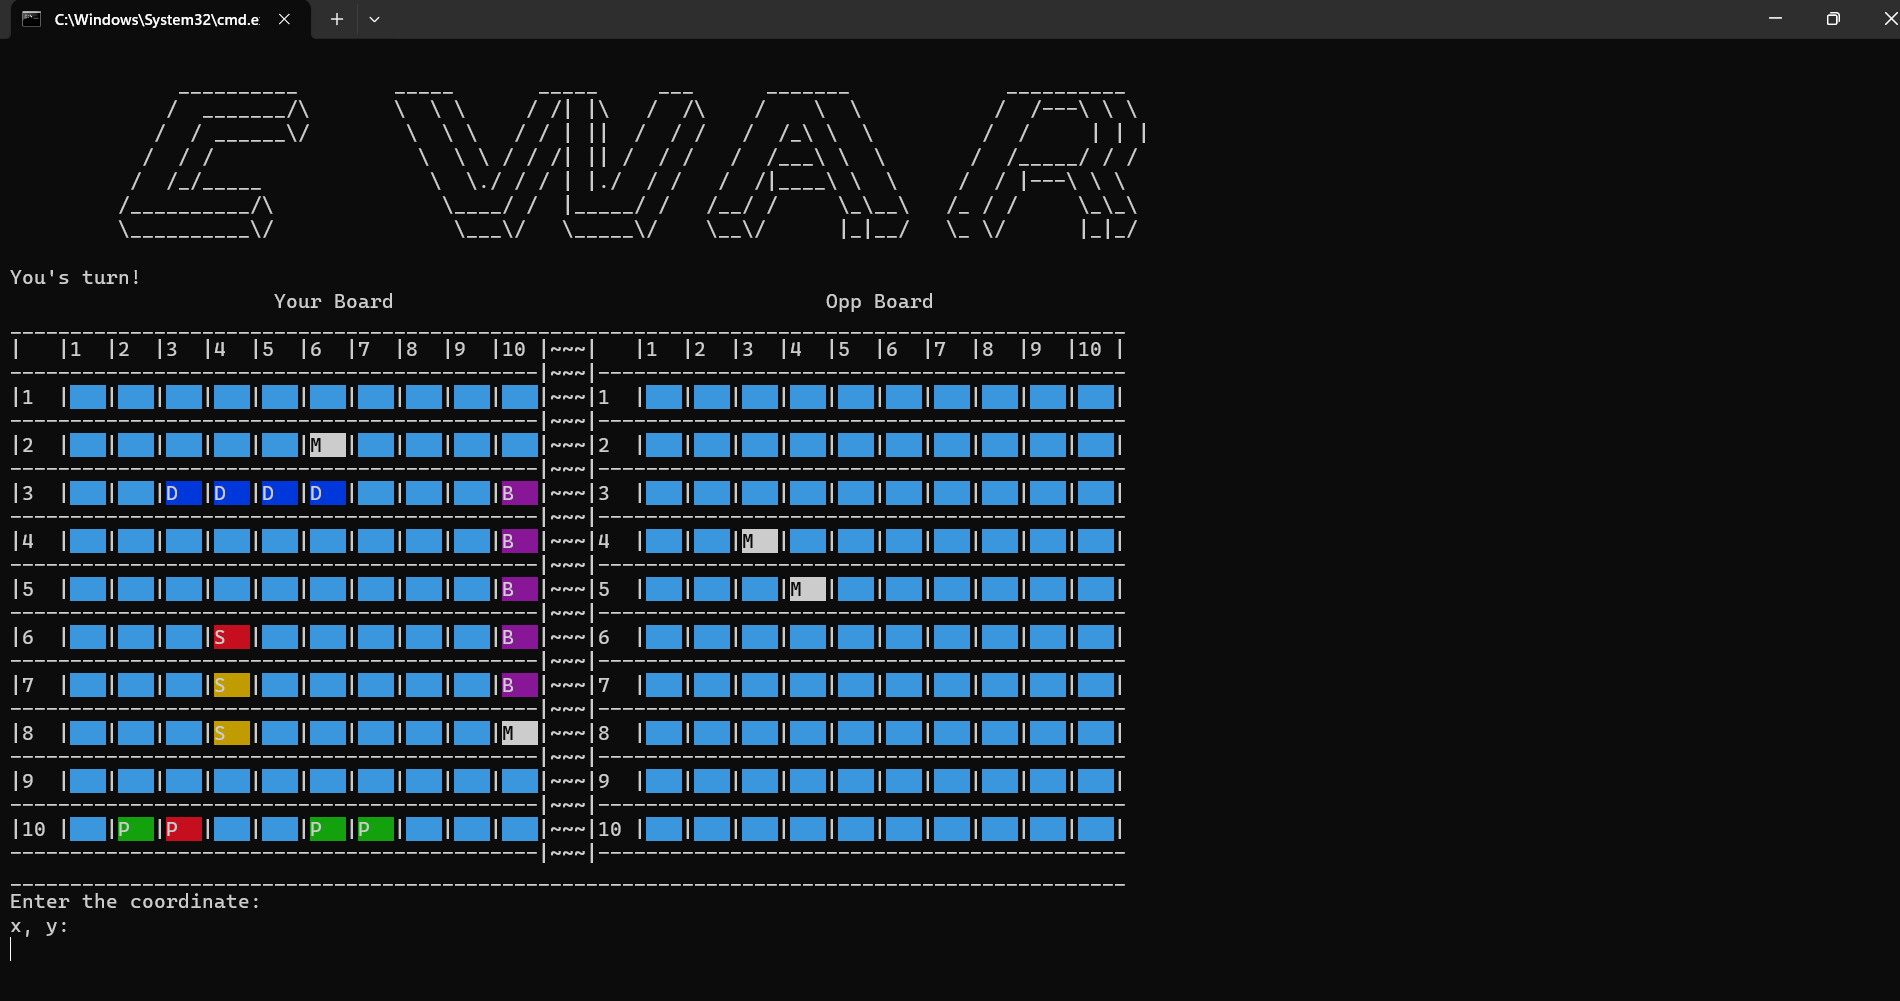 C:\Windows\System32\cmd.e
C WAR
You's turn!
Your Board Opp Board
| |1 |2 |3 |4 |5 |6 |7 |8 |9 |10 |~~~| |1 |2 |3 |4 |5 |6 |7 |8 |9 |10 |
|1 | | | | | | | | | | |~~~|1 | | | | | | | | | | |
|2 | | | | | |M | | | | |~~~|2 | | | | | | | | | | |
|3 | | |D |D |D |D | | | |B |~~~|3 | | | | | | | | | | |
|4 | | | | | | | | | |B |~~~|4 | | |M | | | | | | | |
|5 | | | | | | | | | |B |~~~|5 | | | |M | | | | | | |
|6 | | | |S | | | | | |B |~~~|6 | | | | | | | | | | |
|7 | | | |S | | | | | |B |~~~|7 | | | | | | | | | | |
|8 | | | |S | | | | | |M |~~~|8 | | | | | | | | | | |
|9 | | | | | | | | | | |~~~|9 | | | | | | | | | | |
|10 | |P |P | | |P |P | | | |~~~|10 | | | | | | | | | | |
Enter the coordinate:
x, y: